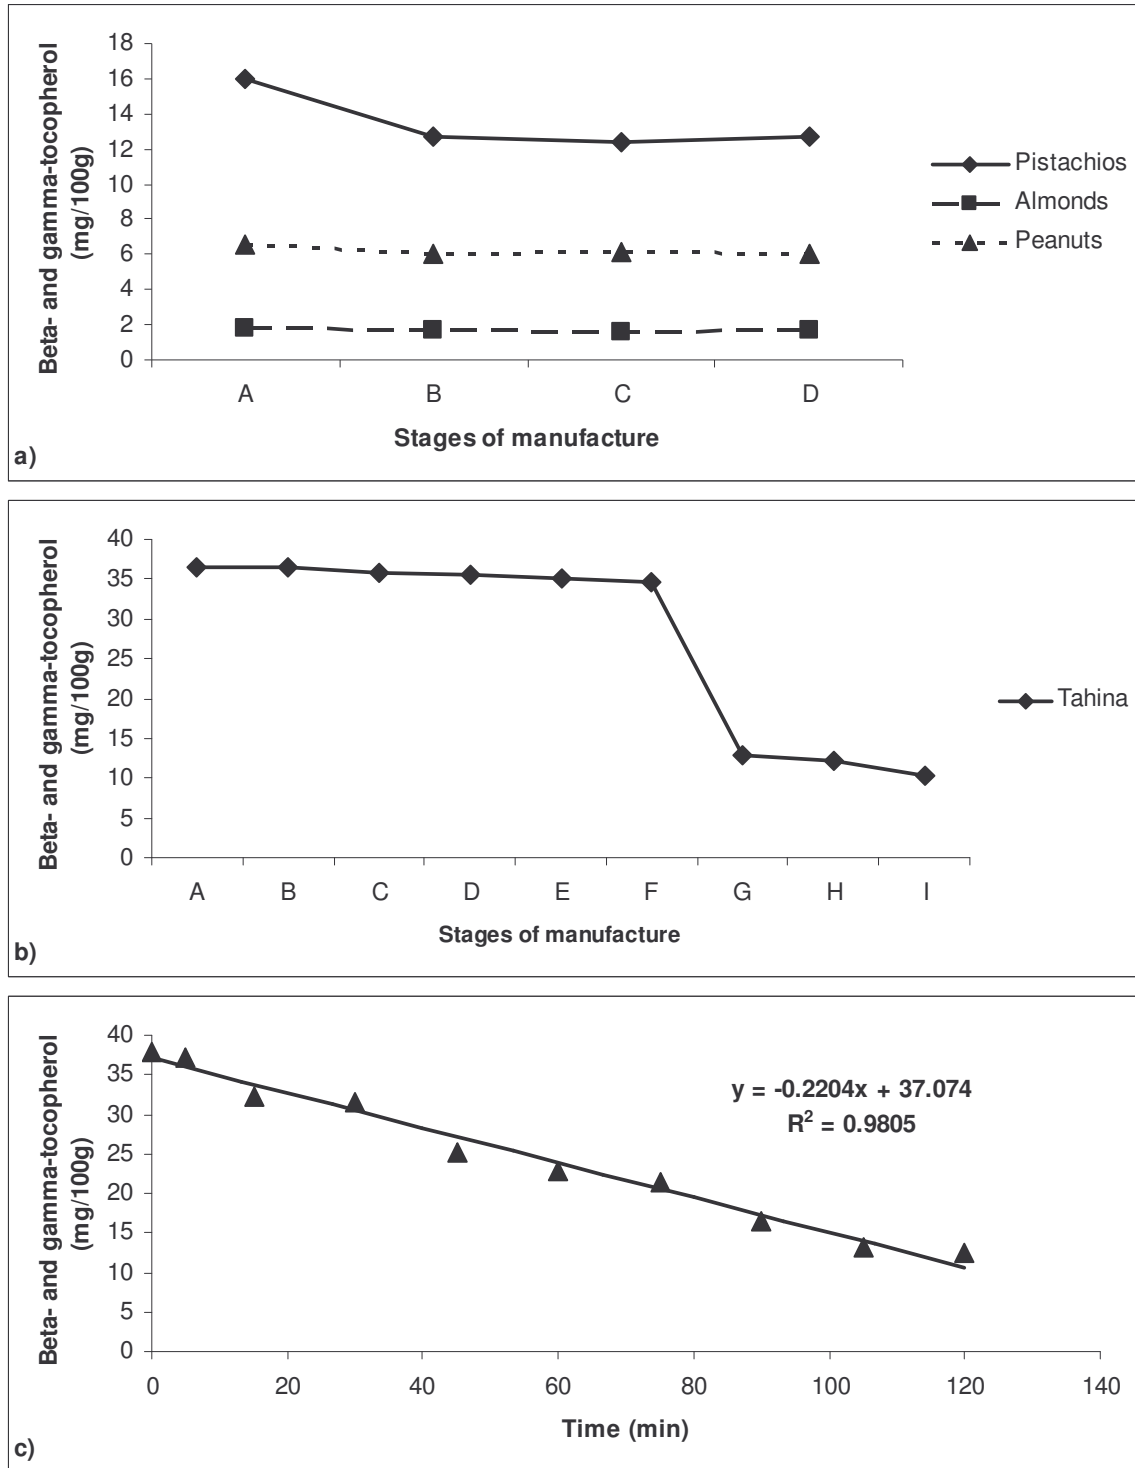 Beta- and gamma-tocopherol
(mg/100g)
18
16
14
12
10
8
6
4
2
0
A B C D
Stages of manufacture
Pistachios
Almonds
Peanuts
a)
Beta- and gamma-tocopherol
(mg/100g)
40
35
30
25
20
15
10
5
0
A B C D E F G H I
Stages of manufacture
Tahina
b)
Beta- and gamma-tocopherol
(mg/100g)
40
35
30
25
20
15
10
5
0
0 20 40 60 80 100 120 140
Time (min)
y = -0.2204x + 37.074
R² = 0.9805
c)